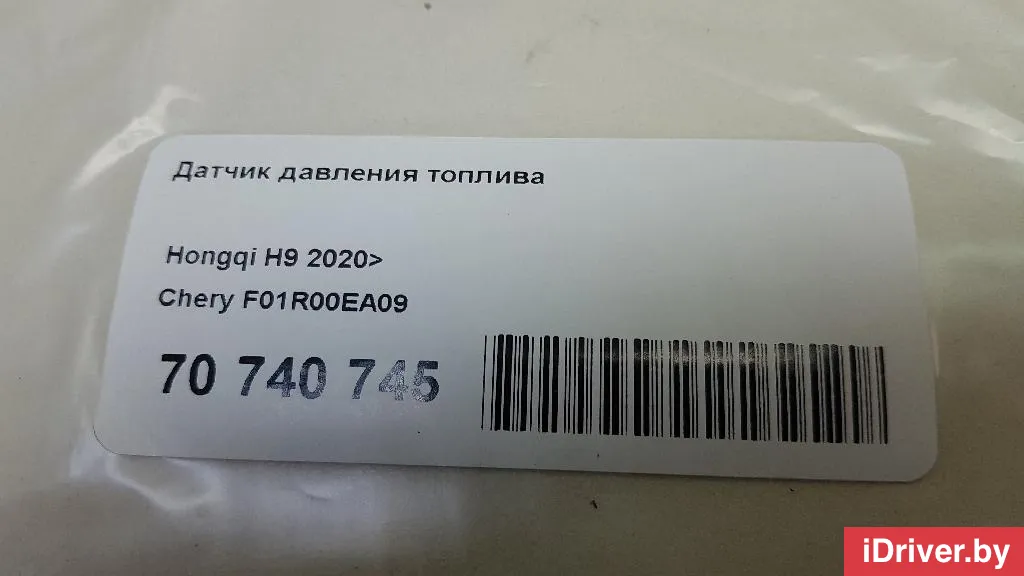 Датчик давления топлива
Hongqi H9 2020>
Chery F01R00EA09
70 740 745
iDriver.by